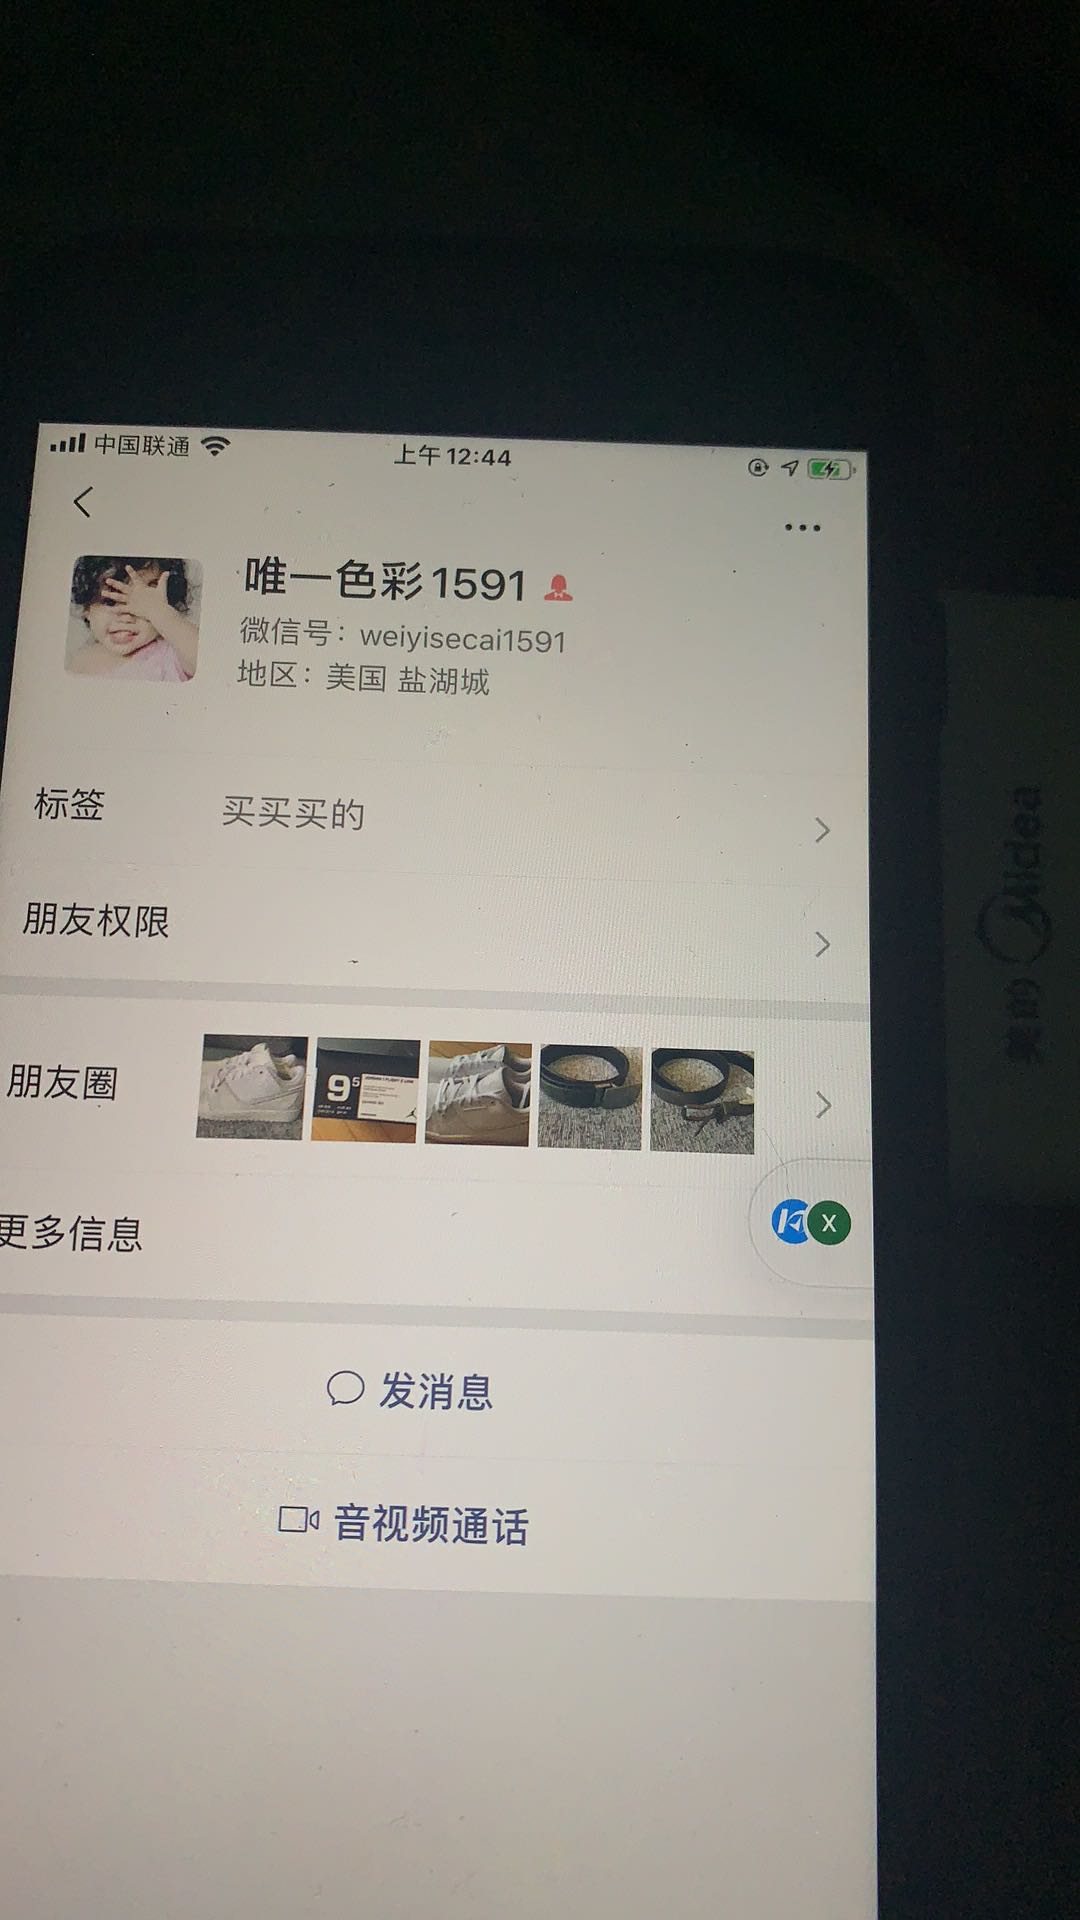 中国联通
上午12:44
唯一色彩1591
微信号：weiyisecai1591
地区：美国 盐湖城
标签
买买买的
朋友权限
朋友圈
9⁵
更多信息
X
发消息
音视频通话
美的 Midea